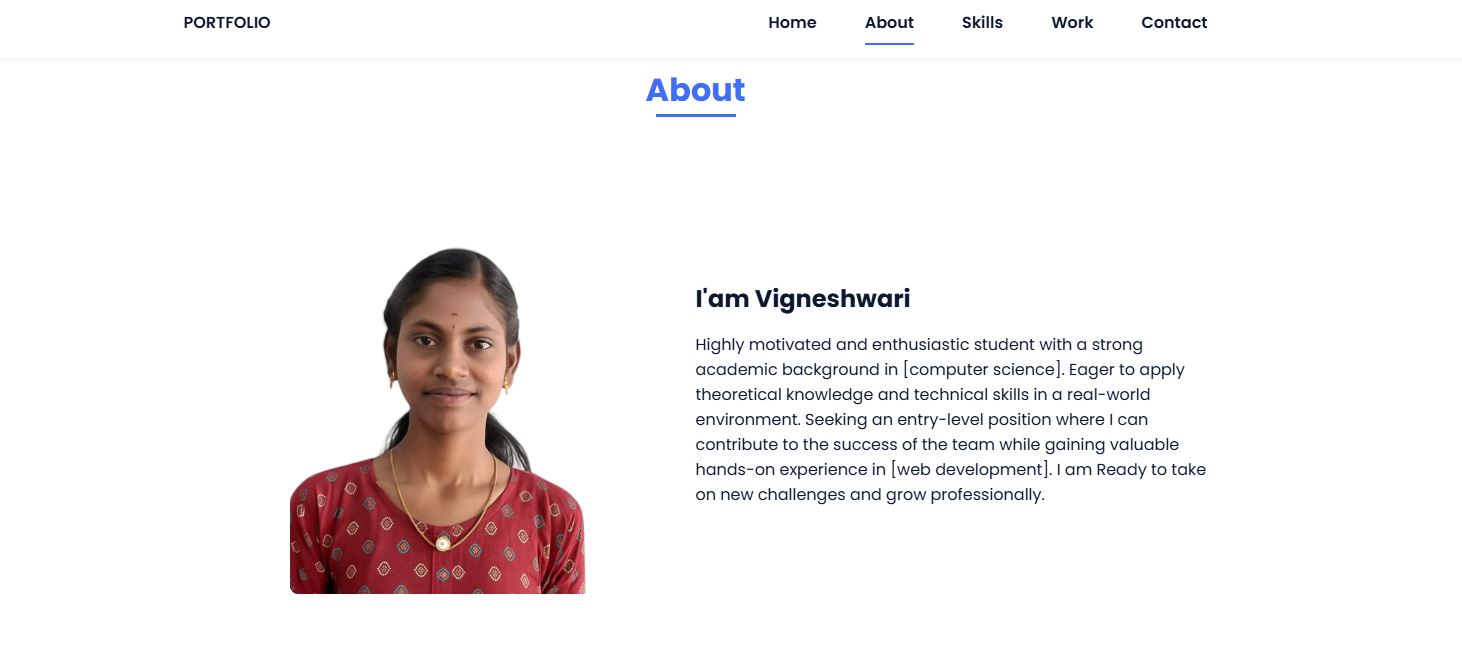 PORTFOLIO Home About Skills Work Contact
About
I'am Vigneshwari
Highly motivated and enthusiastic student with a strong
academic background in [computer science]. Eager to apply
theoretical knowledge and technical skills in a real-world
environment. Seeking an entry-level position where I can
contribute to the success of the team while gaining valuable
hands-on experience in [web development]. I am Ready to take
on new challenges and grow professionally.